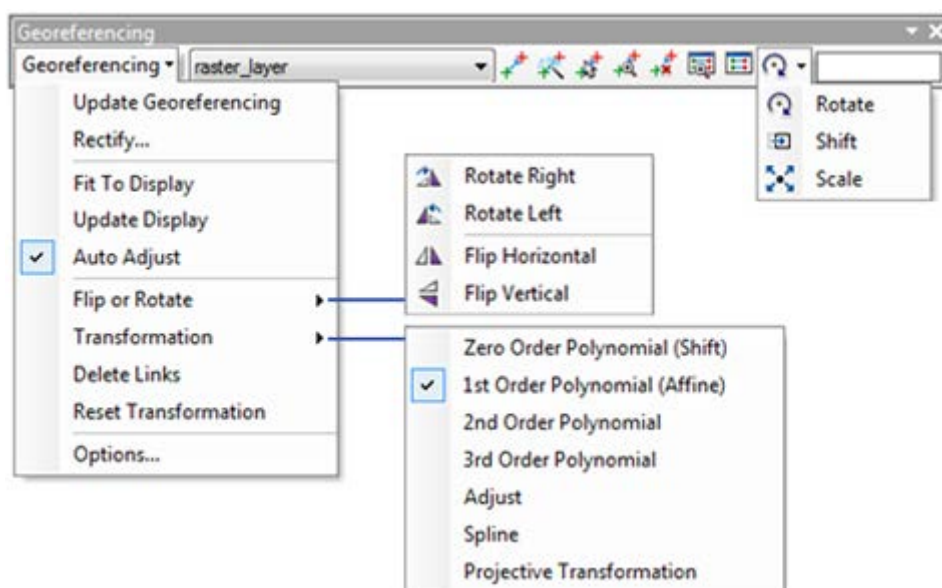 Georeferencing
Georeferencing
raster_layer
Update Georeferencing
Rectify...
Fit To Display
Update Display
Auto Adjust
Flip or Rotate
Transformation
Delete Links
Reset Transformation
Options...
Rotate Right
Rotate Left
Flip Horizontal
Flip Vertical
Zero Order Polynomial (Shift)
1st Order Polynomial (Affine)
2nd Order Polynomial
3rd Order Polynomial
Adjust
Spline
Projective Transformation
Rotate
Shift
Scale